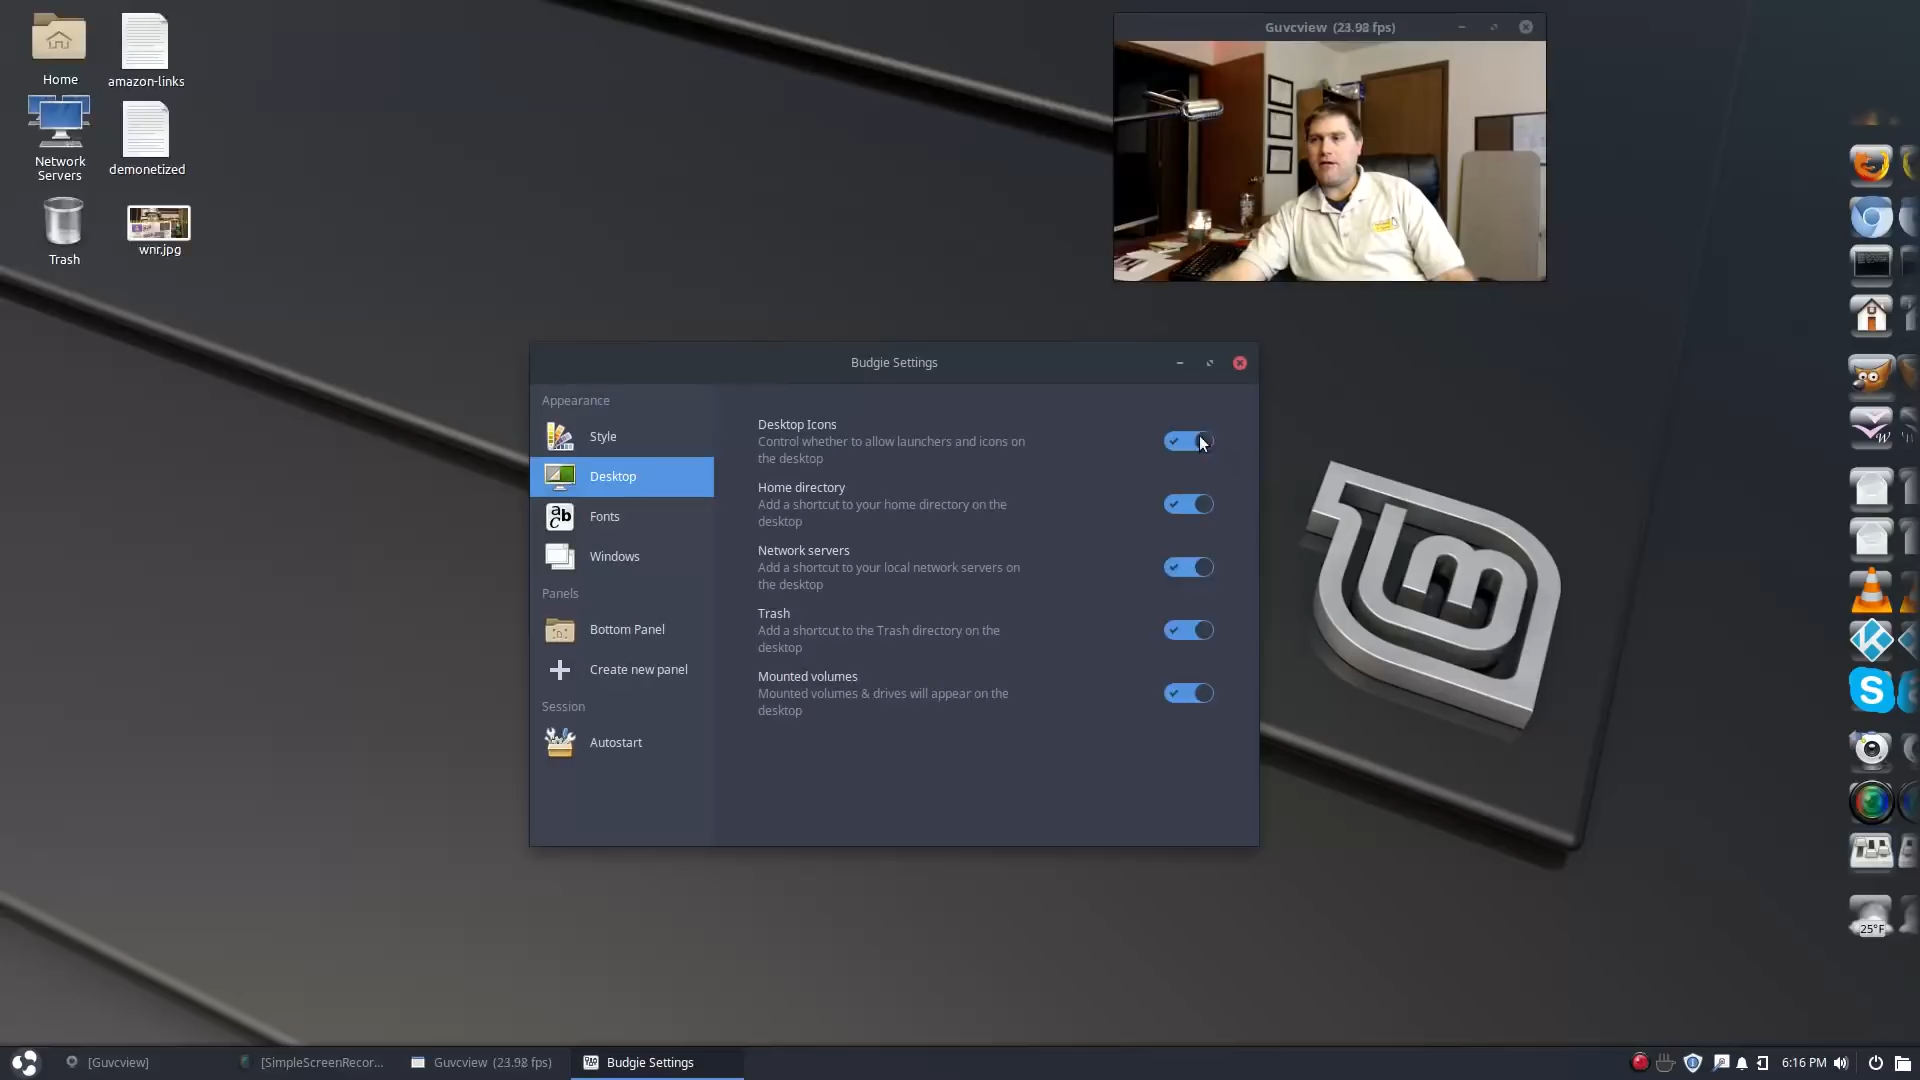 Home
amazon-links
Network
Servers
demonetized
Trash
wnr.jpg
Guvcview (23.98 fps)
Budgie Settings
Appearance
Style
Desktop
Fonts
Windows
Panels
Bottom Panel
Create new panel
Session
Autostart
Desktop Icons
Control whether to allow launchers and icons on
the desktop
Home directory
Add a shortcut to your home directory on the
desktop
Network servers
Add a shortcut to your local network servers on
the desktop
Trash
Add a shortcut to the Trash directory on the
desktop
Mounted volumes
Mounted volumes & drives will appear on the
desktop
25°F
[Guvcview]
[SimpleScreenRecor...
Guvcview (23.98 fps)
Budgie Settings
6:16 PM